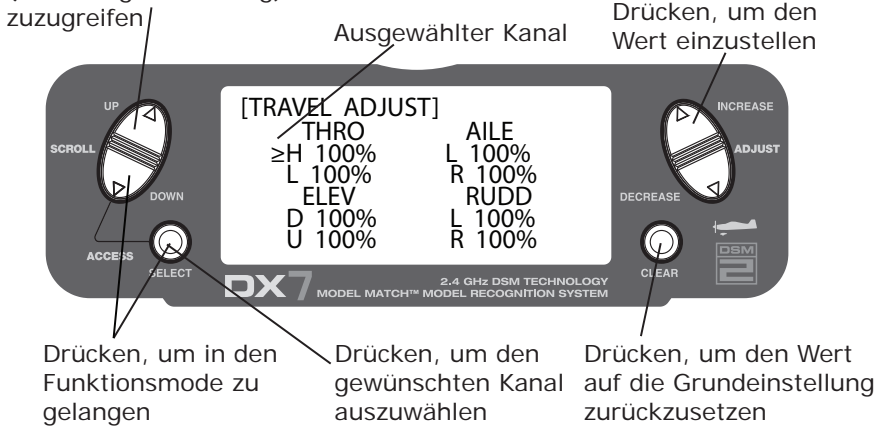 zuzugreifen
Ausgewählter Kanal
Drücken, um den
Wert einzustellen
UP
SCROLL
DOWN
ACCESS
SELECT
[TRAVEL ADJUST]
THRO AILE
≥H 100% L 100%
L 100% R 100%
ELEV RUDD
D 100% L 100%
U 100% R 100%
INCREASE
ADJUST
DECREASE
CLEAR
DSM
2
DX7
2.4 GHz DSM TECHNOLOGY
MODEL MATCH™ MODEL RECOGNITION SYSTEM
Drücken, um in den
Funktionsmode zu
gelangen
Drücken, um den
gewünschten Kanal
auszuwählen
Drücken, um den Wert
auf die Grundeinstellung
zurückzusetzen